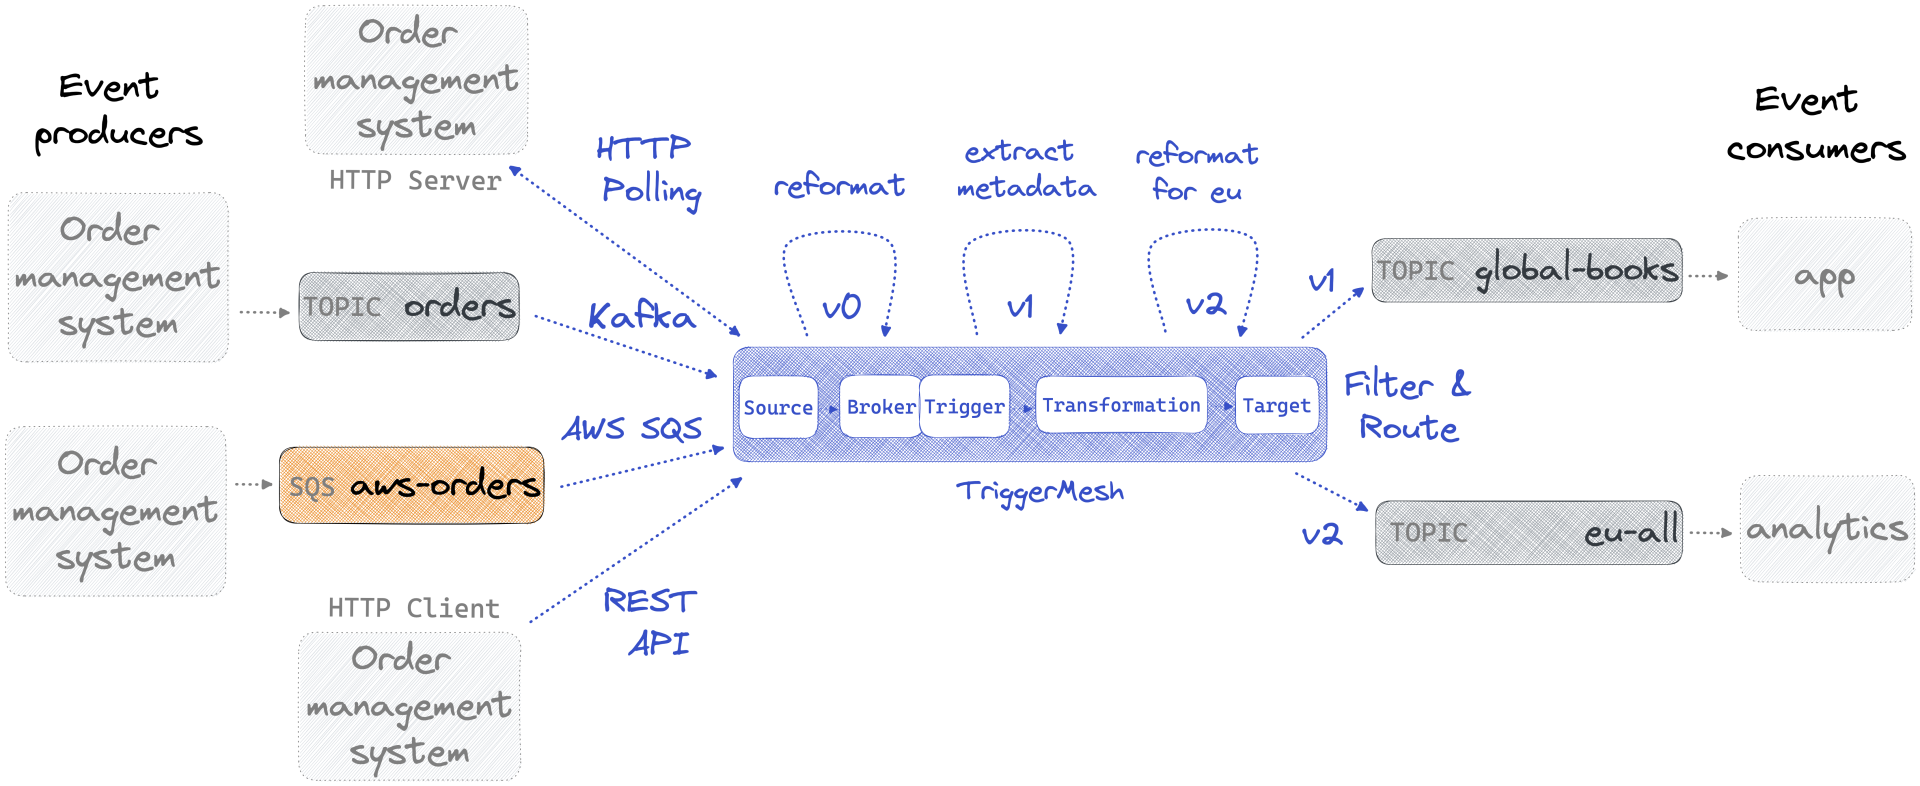 Event
producers
Order
management
system
HTTP Server
Order
management
system
TOPIC orders
Order
management
system
SQS aws-orders
HTTP Client
Order
management
system
HTTP
Polling
Kafka
AWS SQS
REST
API
reformat
v0
extract
metadata
v1
reformat
for eu
v2
Source
Broker
Trigger
Transformation
Target
TriggerMesh
v1
Filter &
Route
v2
TOPIC global-books
TOPIC eu-all
Event
consumers
app
analytics